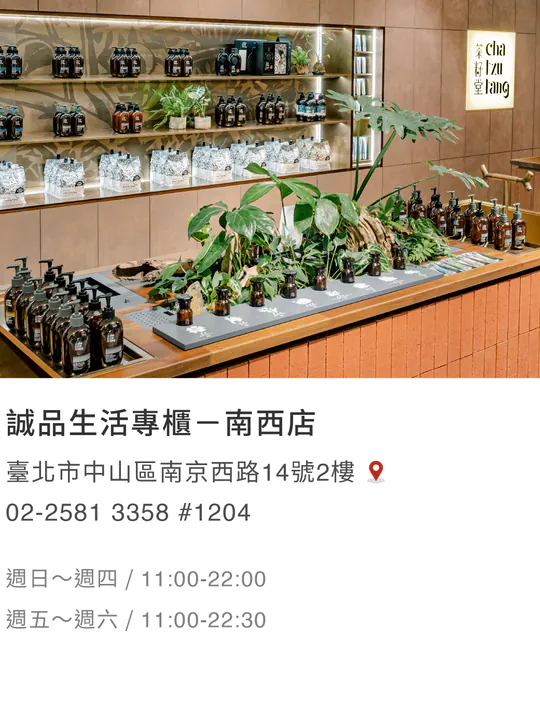 茶籽堂
cha
tzu
tang
誠品生活專櫃－南西店
臺北市中山區南京西路14號2樓
02-2581 3358 #1204
週日～週四 / 11:00-22:00
週五～週六 / 11:00-22:30